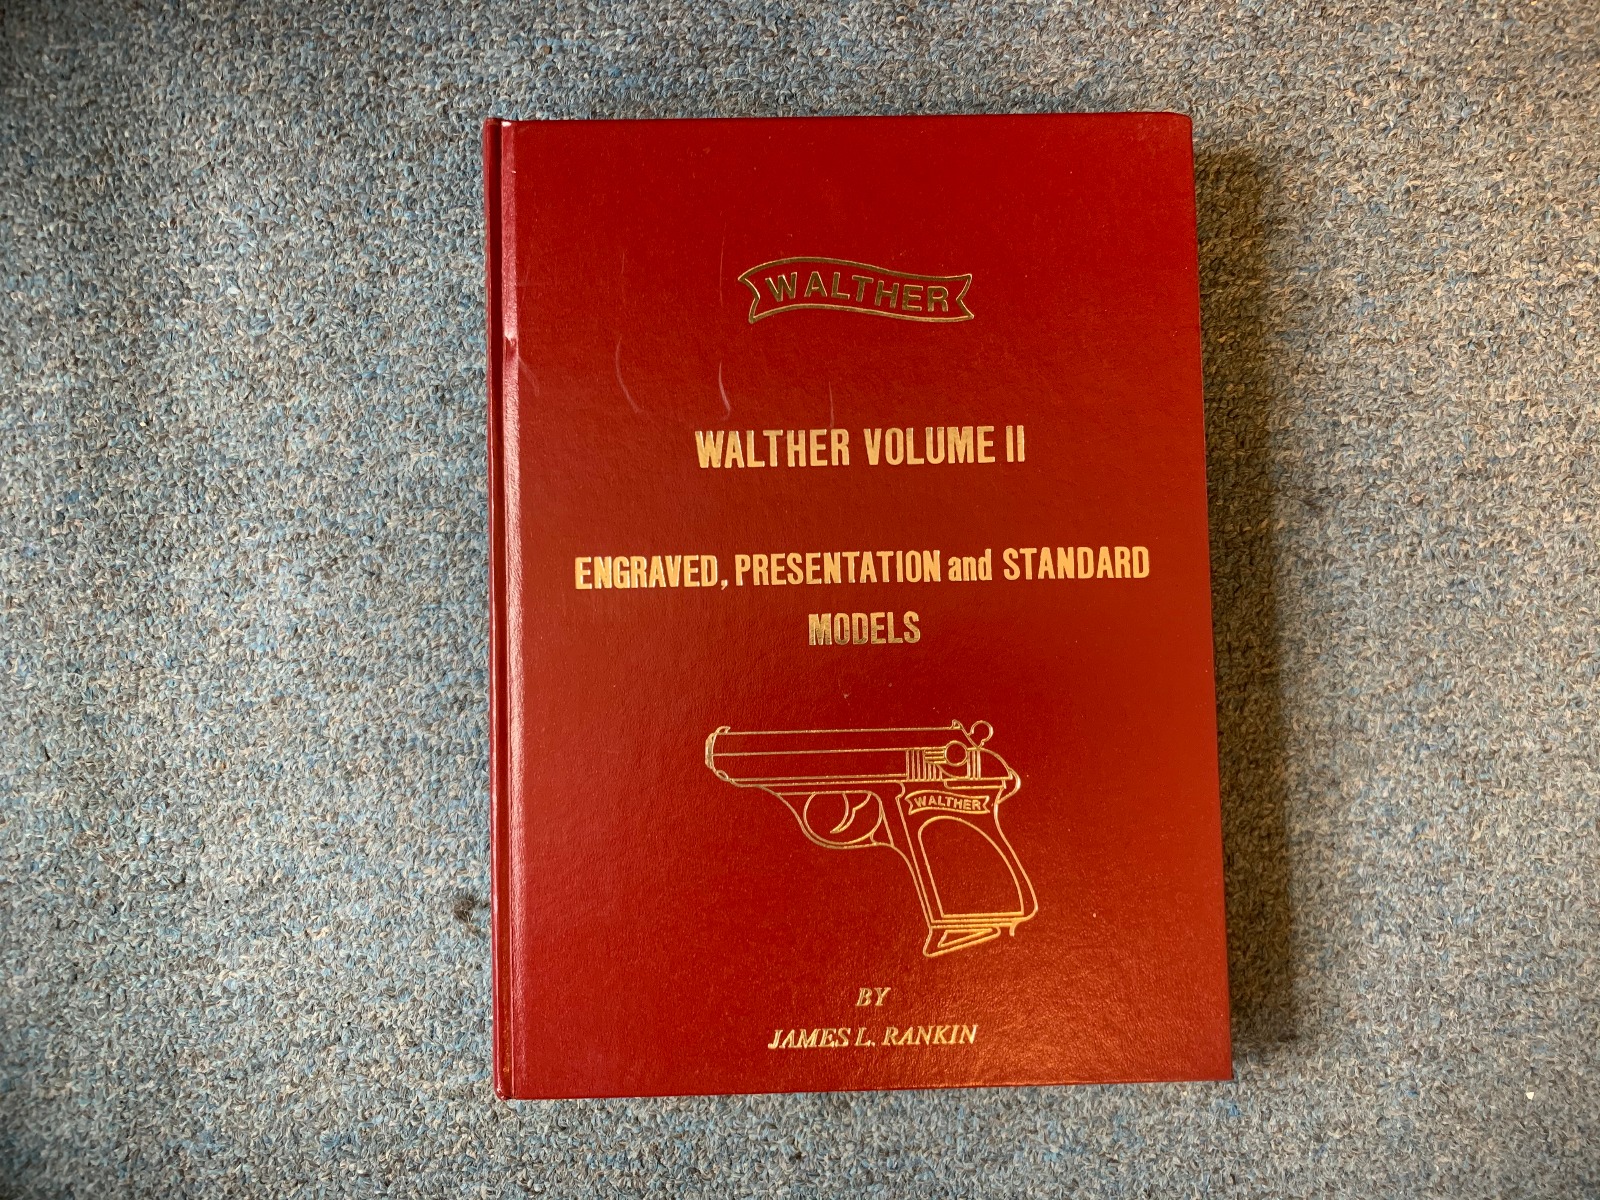 WALTHER
WALTHER VOLUME II
ENGRAVED, PRESENTATION and STANDARD
MODELS
WALTHER
BY
JAMES L. RANKIN